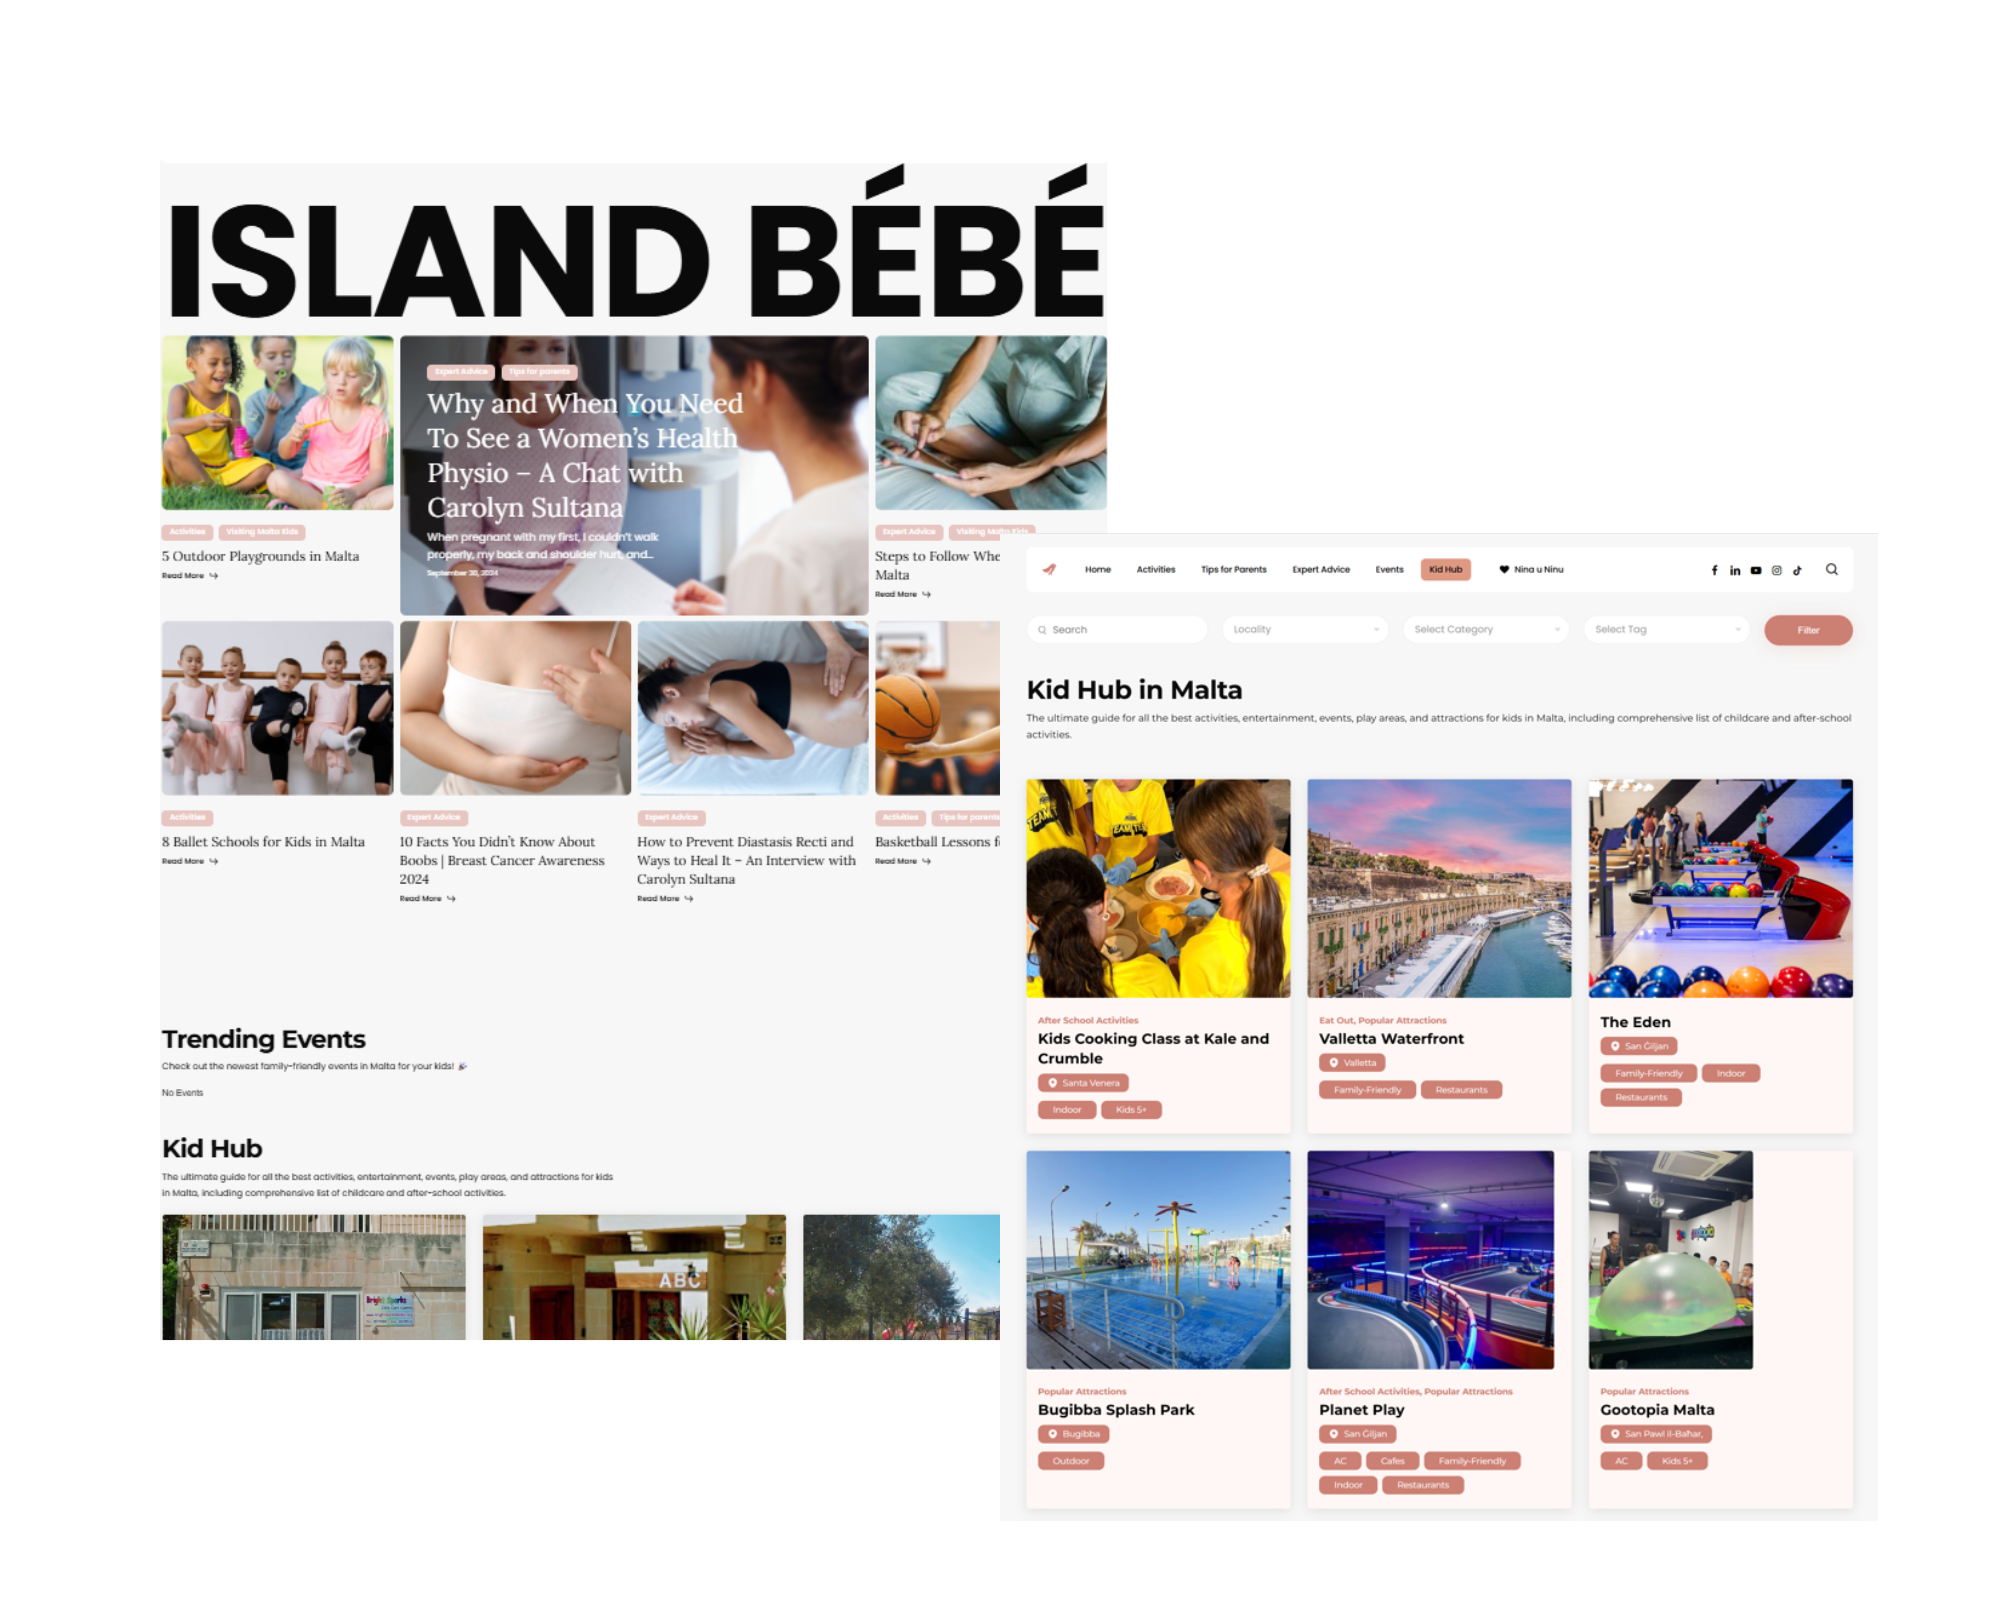 ISLAND BÉBÉ
Expert Advice Tips for parents
Why and When You Need
To See a Women's Health
Physio – A Chat with
Carolyn Sultana
When pregnant with my first, I couldn't walk
properly, my back and shoulder hurt, and...
September 30, 2024
Activities Visiting Malta Kids
5 Outdoor Playgrounds in Malta
Read More
Expert Advice Visiting Malta Kids
Steps to Follow Whe
Malta
Read More
Activities
8 Ballet Schools for Kids in Malta
Read More
Expert Advice
10 Facts You Didn't Know About
Boobs | Breast Cancer Awareness
2024
Read More
Expert Advice
How to Prevent Diastasis Recti and
Ways to Heal It – An Interview with
Carolyn Sultana
Read More
Activities Tips for parents
Basketball Lessons f
Read More
Trending Events
Check out the newest family-friendly events in Malta for your kids!
No Events
Kid Hub
The ultimate guide for all the best activities, entertainment, events, play areas, and attractions for kids
in Malta, including comprehensive list of childcare and after-school activities.
Bright Sparks
ABC
Home Activities Tips for Parents Expert Advice Events Kid Hub Nina u Ninu
Search Locality Select Category Select Tag Filter
Kid Hub in Malta
The ultimate guide for all the best activities, entertainment, events, play areas, and attractions for kids in Malta, including comprehensive list of childcare and after-school
activities.
After School Activities
Kids Cooking Class at Kale and
Crumble
Santa Venera
Indoor Kids 5+
Eat Out, Popular Attractions
Valletta Waterfront
Valletta
Family-Friendly Restaurants
The Eden
San Ġiljan
Family-Friendly Indoor
Restaurants
Popular Attractions
Bugibba Splash Park
Bugibba
Outdoor
After School Activities, Popular Attractions
Planet Play
San Ġiljan
AC Cafes Family-Friendly
Indoor Restaurants
Popular Attractions
Gootopia Malta
San Pawl il-Baħar,
AC Kids 5+